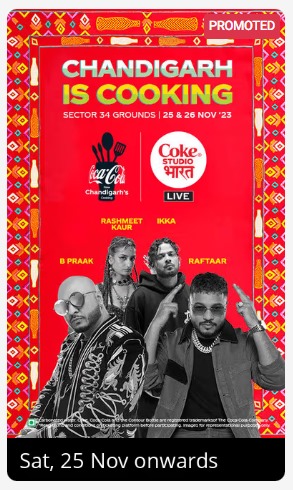 PROMOTED
CHANDIGARH
IS COOKING
SECTOR 34 GROUNDS | 25 & 26 NOV '23
Coca-Cola
Chandigarh's
Cooking
Coke
STUDIO
भारत
LIVE
RASHMEET
KAUR
IKKA
B PRAAK
RAFTAAR
Sat, 25 Nov onwards